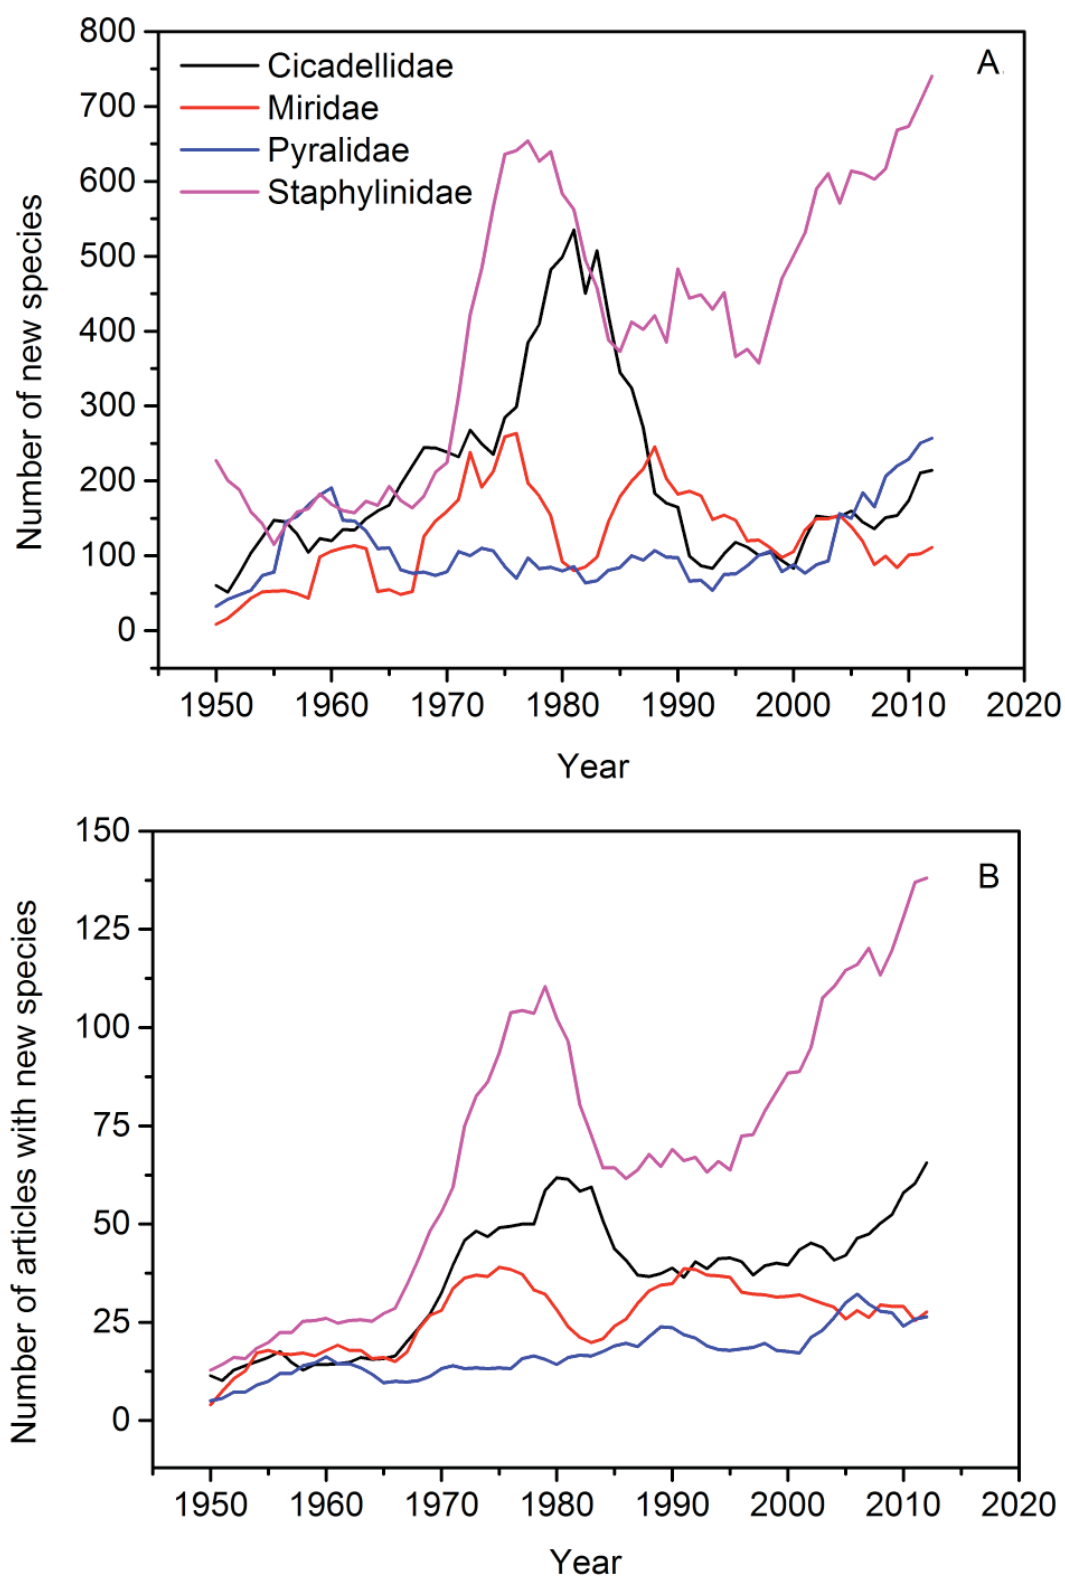 800
700
600
500
400
300
200
100
0
Number of new species
Cicadellidae
Miridae
Pyralidae
Staphylinidae
A
1950 1960 1970 1980 1990 2000 2010 2020
Year
150
125
100
75
50
25
0
Number of articles with new species
B
1950 1960 1970 1980 1990 2000 2010 2020
Year